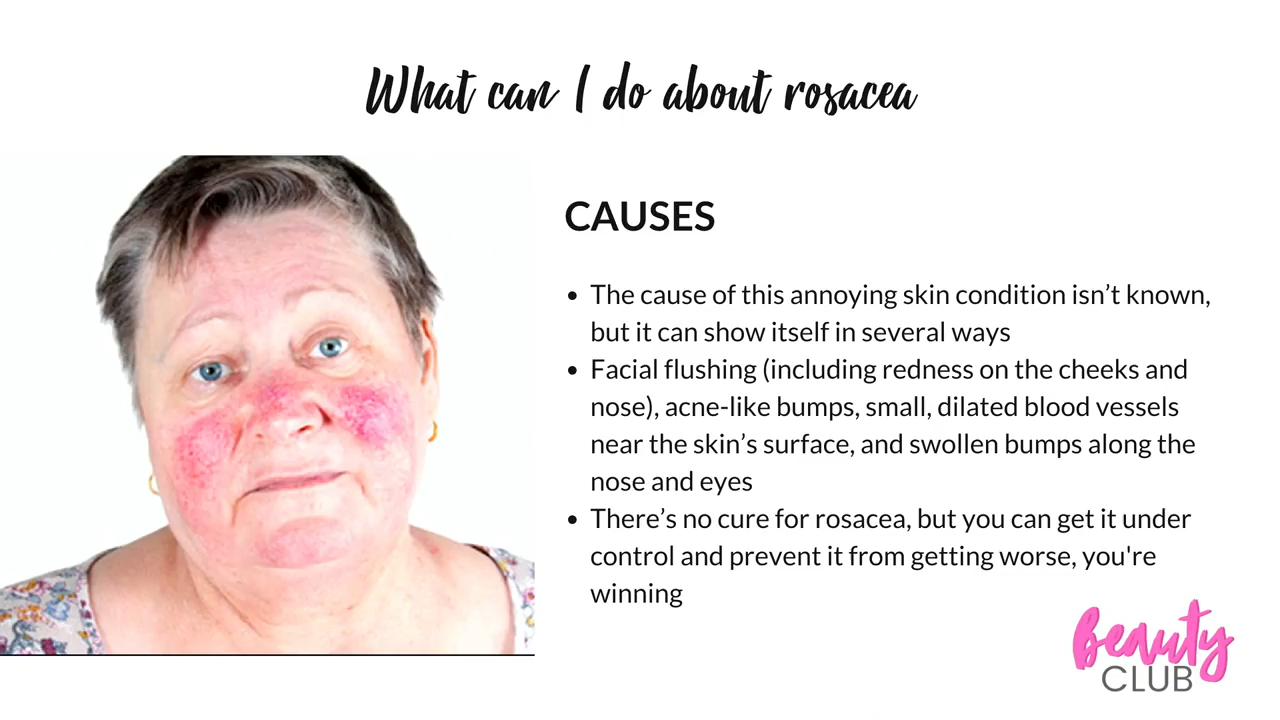 What can I do about rosacea
CAUSES
• The cause of this annoying skin condition isn’t known,
but it can show itself in several ways
• Facial flushing (including redness on the cheeks and
nose), acne-like bumps, small, dilated blood vessels
near the skin’s surface, and swollen bumps along the
nose and eyes
• There’s no cure for rosacea, but you can get it under
control and prevent it from getting worse, you're
winning
beauty
CLUB